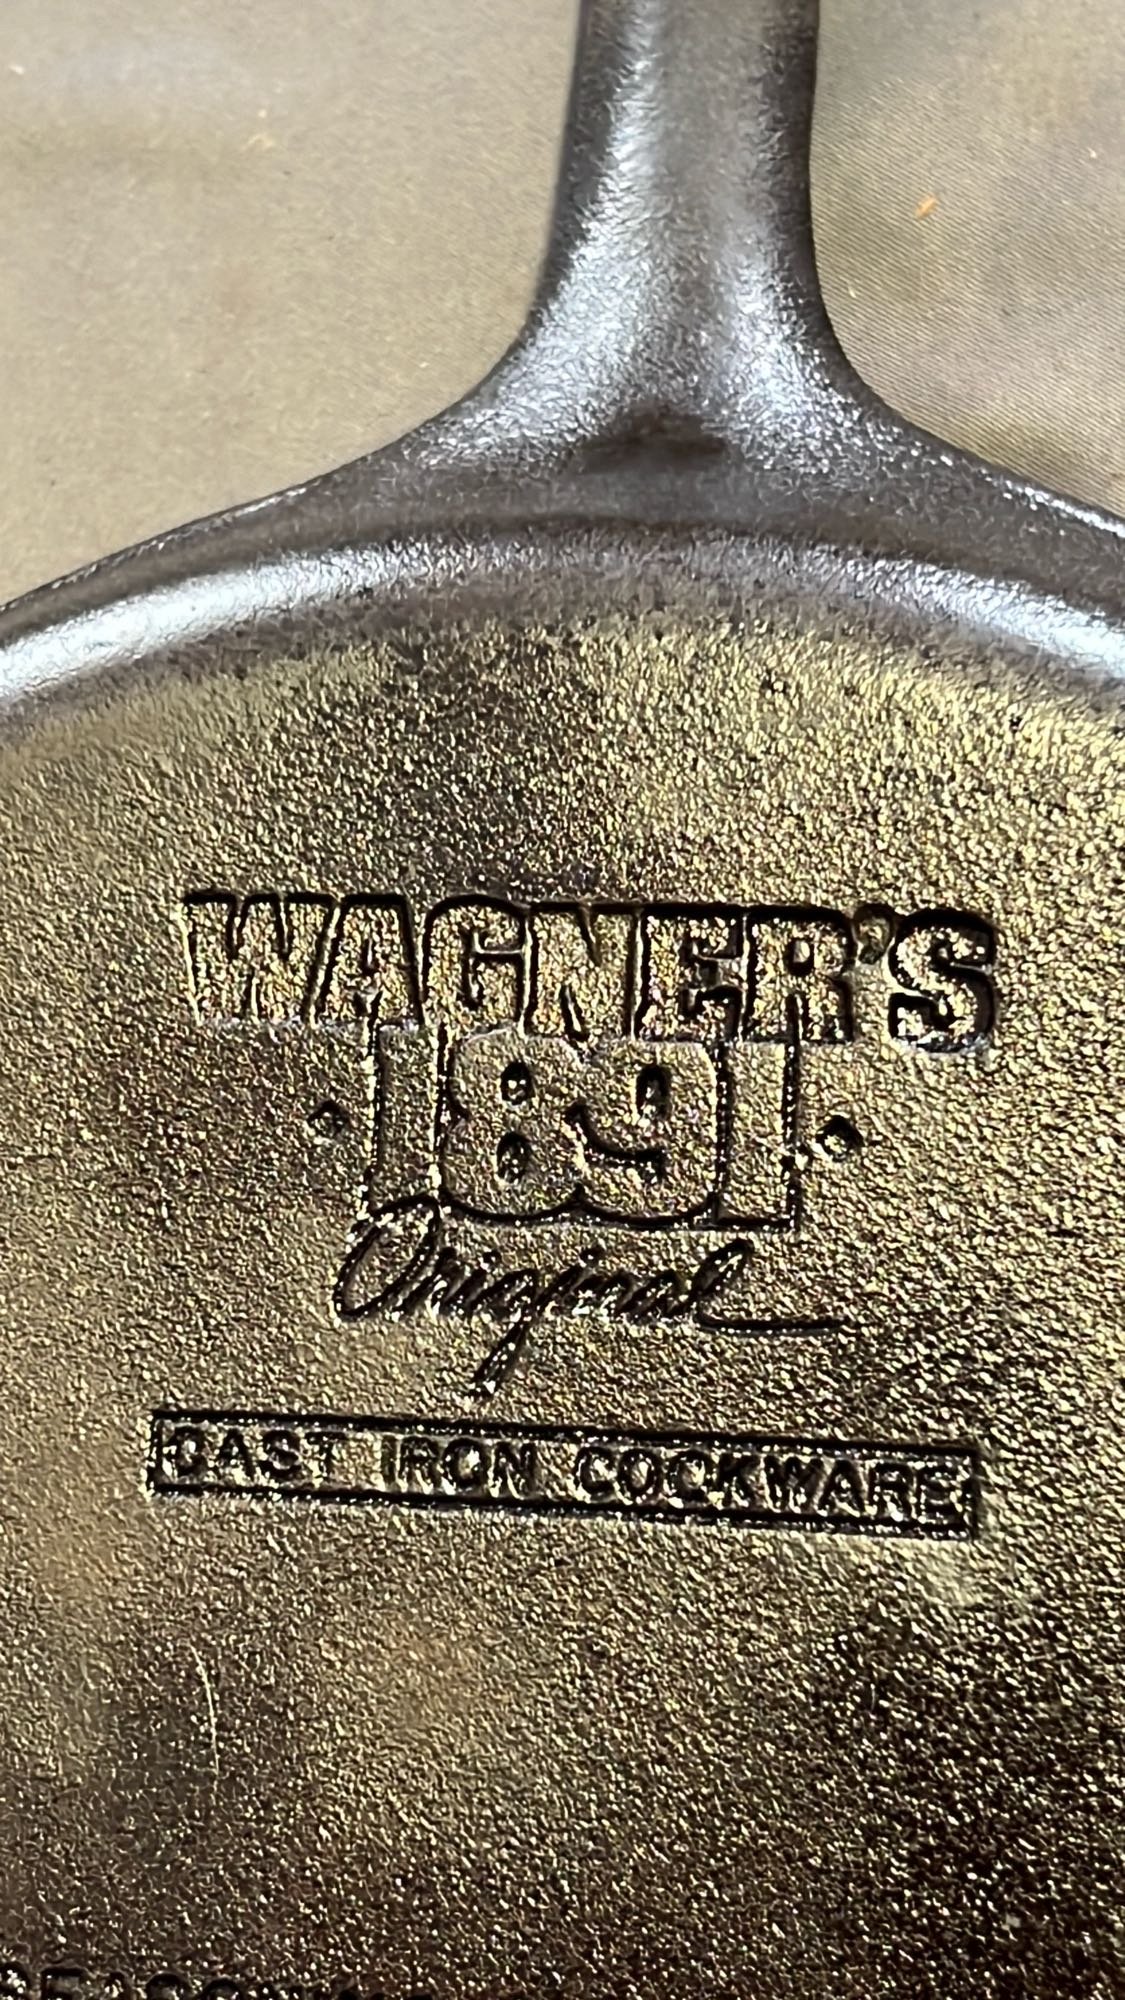 WAGNER'S
· 1891 ·
Original
CAST IRON COOKWARE